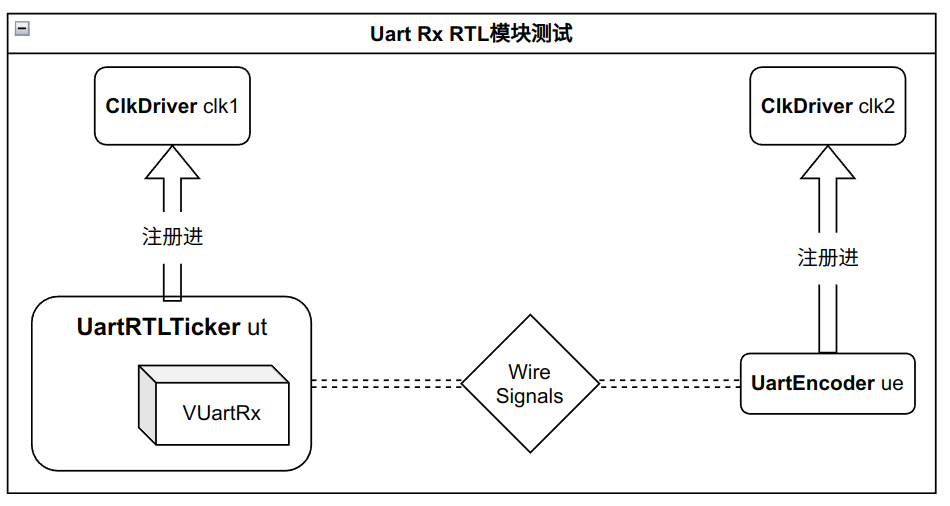 Uart Rx RTL模块测试
ClkDriver clk1
ClkDriver clk2
注册进
注册进
UartRTLTicker ut
VUartRx
Wire
Signals
UartEncoder ue